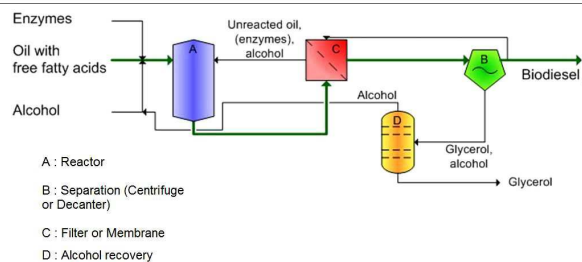 Enzymes
Oil with
free fatty acids
Alcohol
A
Unreacted oil,
(enzymes),
alcohol
C
B
Biodiesel
Alcohol
D
Glycerol,
alcohol
Glycerol
A : Reactor
B : Separation (Centrifuge
or Decanter)
C : Filter or Membrane
D : Alcohol recovery